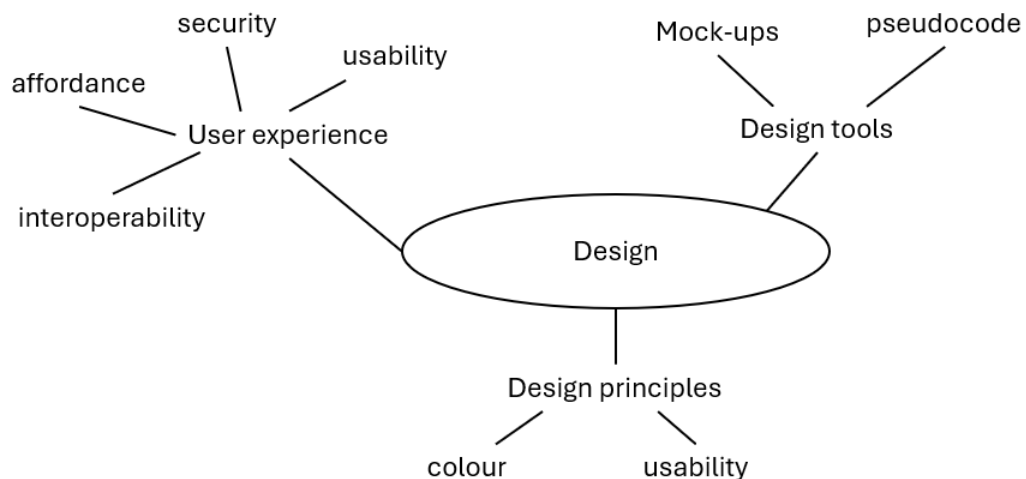 security
usability
affordance
User experience
interoperability
Mock-ups
pseudocode
Design tools
Design
Design principles
colour
usability